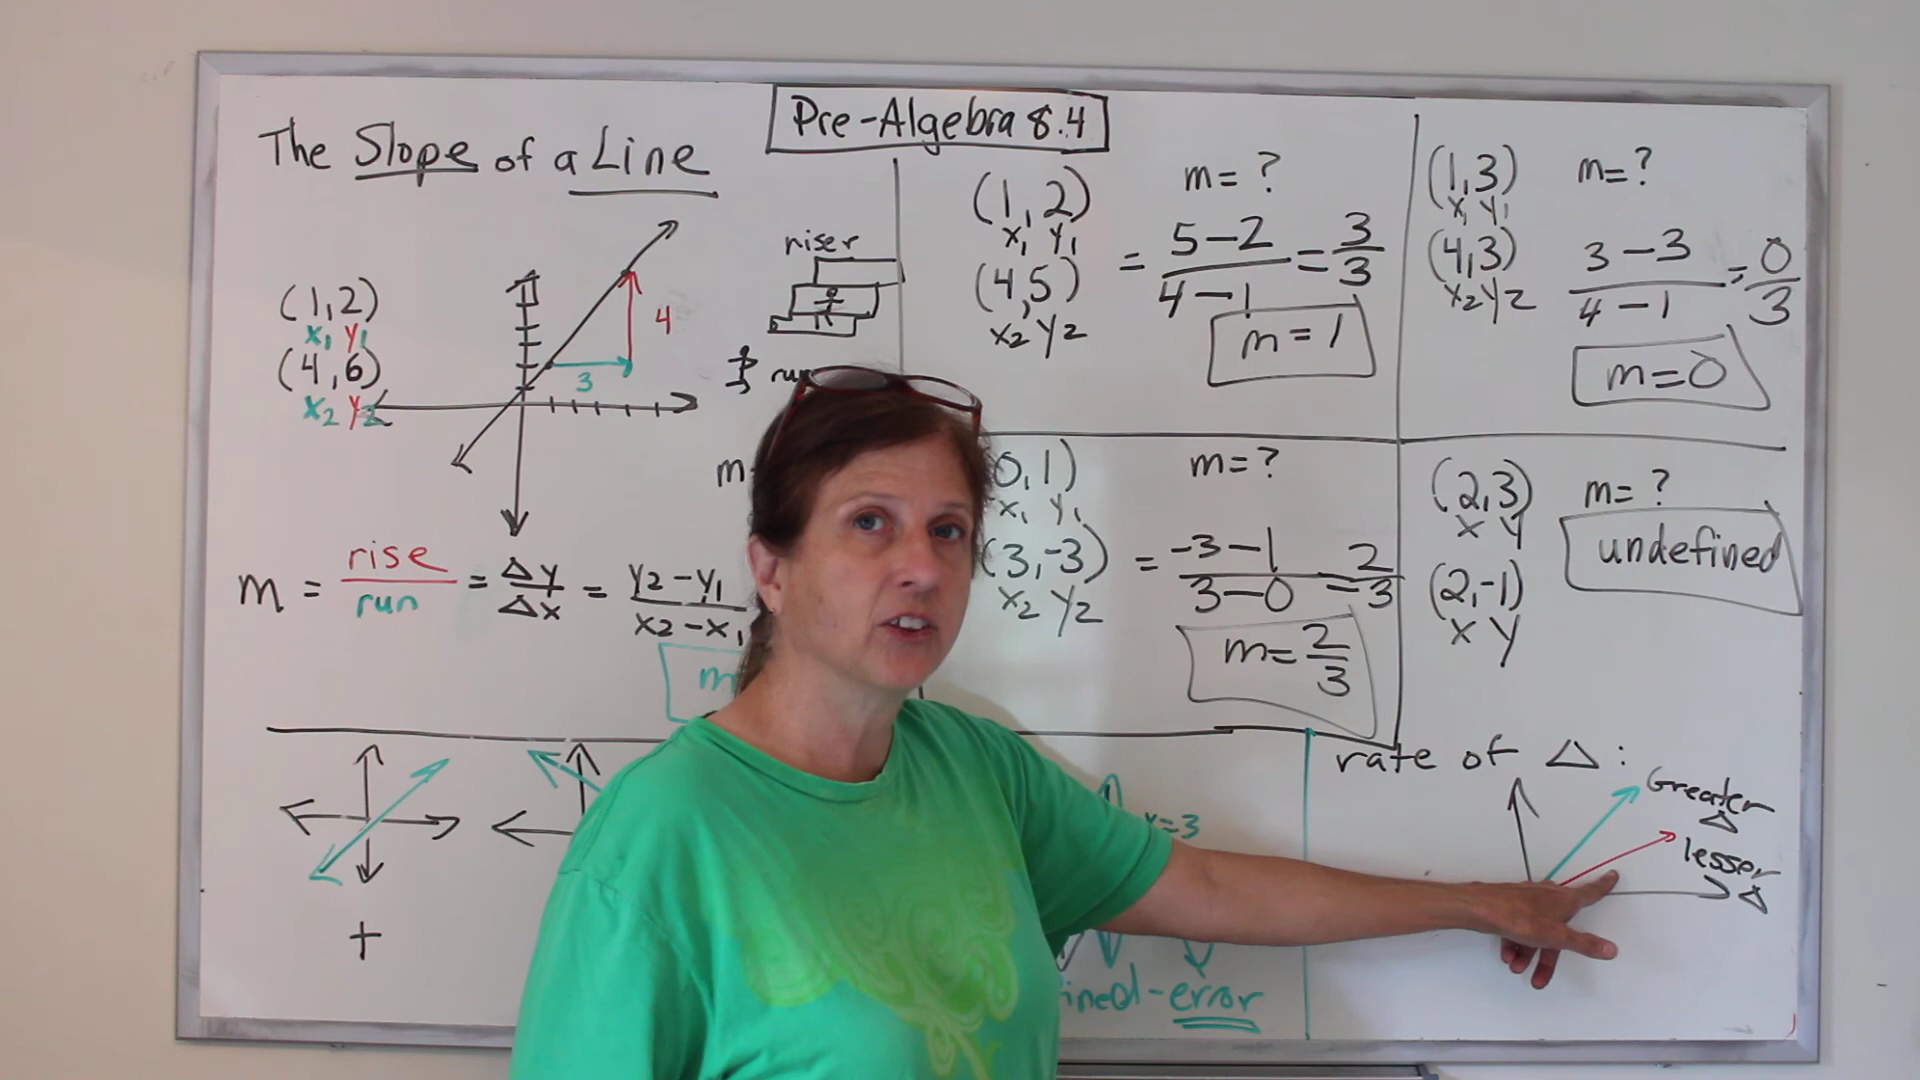 Pre-Algebra 8.4
The Slope of a Line
(1,2)
x₁ y₁
(4,6)
x₂ y₂
4
3
riser
m = rise/run = Δy/Δx = y₂-y₁/x₂-x₁
m
+
(1,2) m= ?
x₁ y₁
(4,5)
x₂ y₂
= 5-2/4-1 = 3/3
m = 1
(1,3) m=?
x₁ y₁
(4,3)
x₂ y₂
3-3/4-1 = 0/3
m=0
0,1) m=?
x₁ y₁
(3,-3)
x₂ y₂
= -3-1/3-0 = 2/3
m= 2/3
(2,3) m= ?
x y
undefined
(2,-1)
x y
=3
ined-error
rate of Δ:
Greater
Δ
lesser
Δ